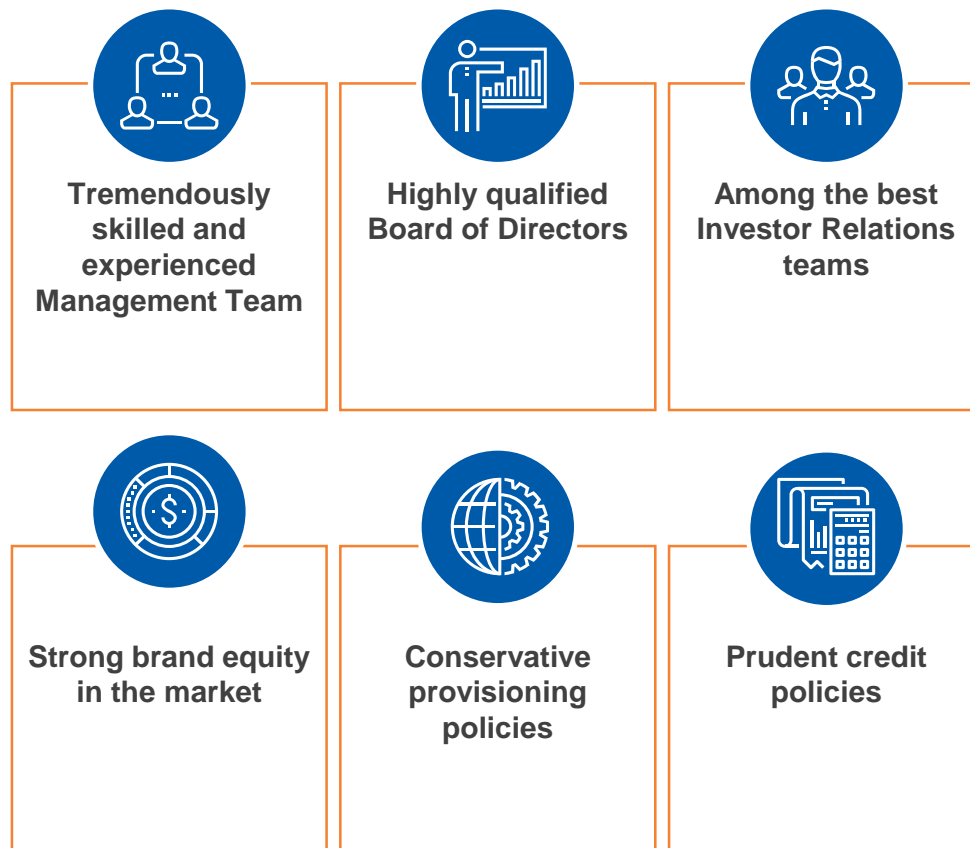 Tremendously
skilled and
experienced
Management Team
Highly qualified
Board of Directors
Among the best
Investor Relations
teams
Strong brand equity
in the market
Conservative
provisioning
policies
Prudent credit
policies